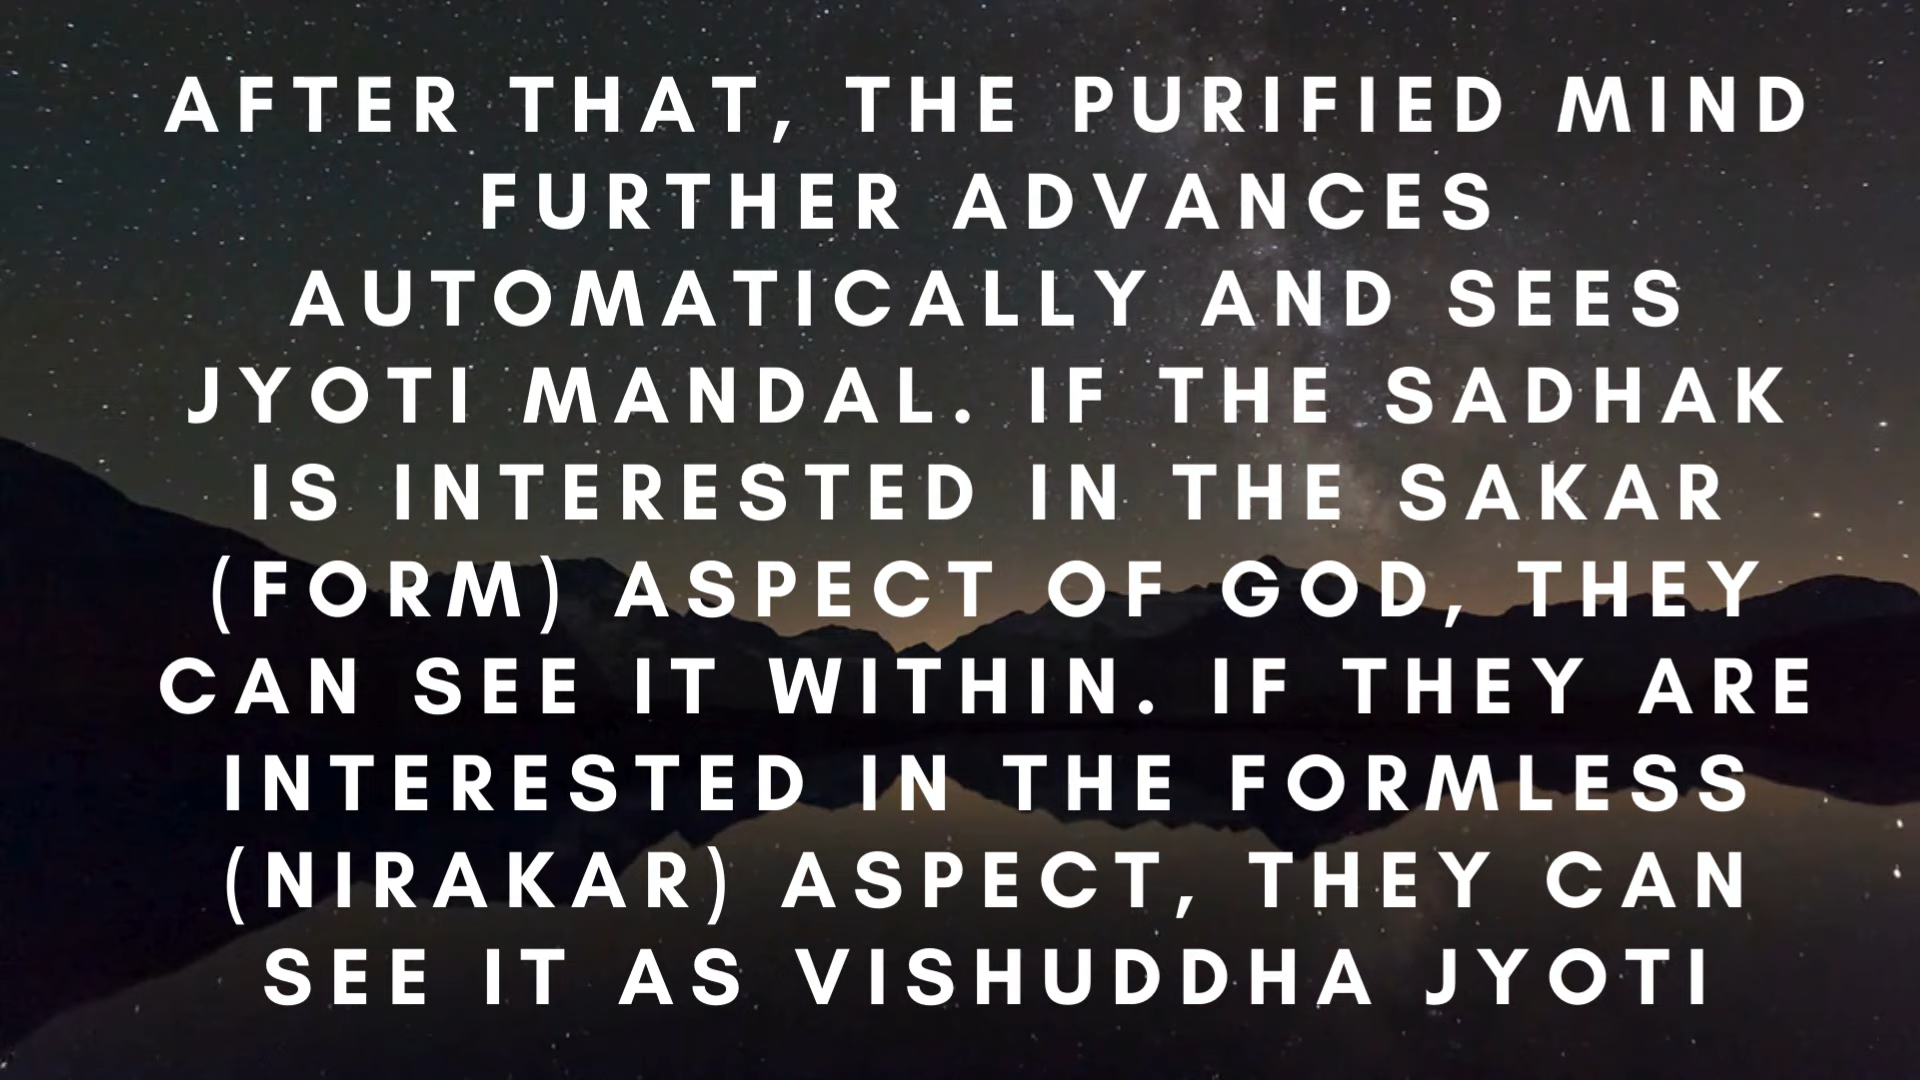 AFTER THAT, THE PURIFIED MIND
FURTHER ADVANCES
AUTOMATICALLY AND SEES
JYOTI MANDAL. IF THE SADHAK
IS INTERESTED IN THE SAKAR
(FORM) ASPECT OF GOD, THEY
CAN SEE IT WITHIN. IF THEY ARE
INTERESTED IN THE FORMLESS
(NIRAKAR) ASPECT, THEY CAN
SEE IT AS VISHUDDHA JYOTI